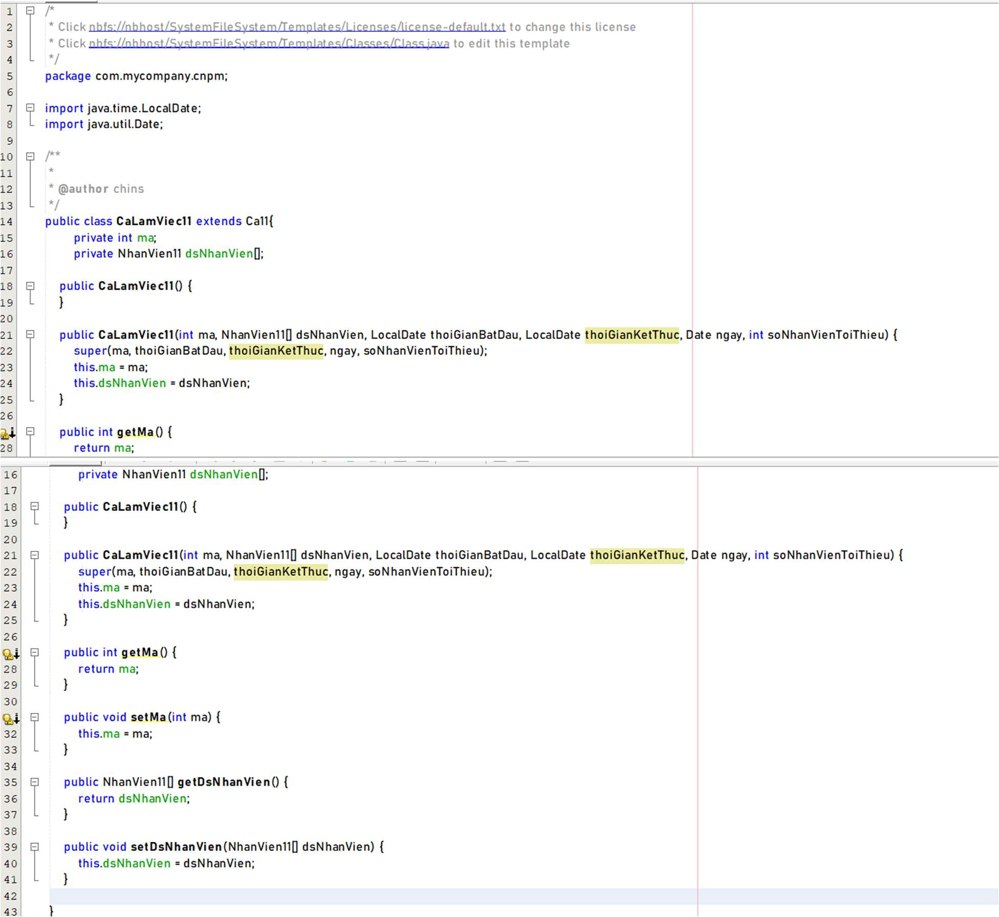 1 /*
2 * Click nbfs://nbhost/SystemFileSystem/Templates/Licenses/license-default.txt to change this license
3 * Click nbfs://nbhost/SystemFileSystem/Templates/Classes/Class.java to edit this template
4 */
5 package com.mycompany.cnpm;
6
7 import java.time.LocalDate;
8 import java.util.Date;
9
10 /**
11 *
12 * @author chins
13 */
14 public class CaLamViec11 extends Ca11{
15 private int ma;
16 private NhanVien11 dsNhanVien[];
17
18 public CaLamViec11() {
19 }
20
21 public CaLamViec11(int ma, NhanVien11[] dsNhanVien, LocalDate thoiGianBatDau, LocalDate thoiGianKetThuc, Date ngay, int soNhanVienToiThieu) {
22 super(ma, thoiGianBatDau, thoiGianKetThuc, ngay, soNhanVienToiThieu);
23 this.ma = ma;
24 this.dsNhanVien = dsNhanVien;
25 }
26
public int getMa() {
28 return ma;
16 private NhanVien11 dsNhanVien[];
17
18 public CaLamViec11() {
19 }
20
21 public CaLamViec11(int ma, NhanVien11[] dsNhanVien, LocalDate thoiGianBatDau, LocalDate thoiGianKetThuc, Date ngay, int soNhanVienToiThieu) {
22 super(ma, thoiGianBatDau, thoiGianKetThuc, ngay, soNhanVienToiThieu);
23 this.ma = ma;
24 this.dsNhanVien = dsNhanVien;
25 }
26
public int getMa() {
28 return ma;
29 }
30
public void setMa(int ma) {
32 this.ma = ma;
33 }
34
35 public NhanVien11[] getDsNhanVien() {
36 return dsNhanVien;
37 }
38
39 public void setDsNhanVien(NhanVien11[] dsNhanVien) {
40 this.dsNhanVien = dsNhanVien;
41 }
42
43 }